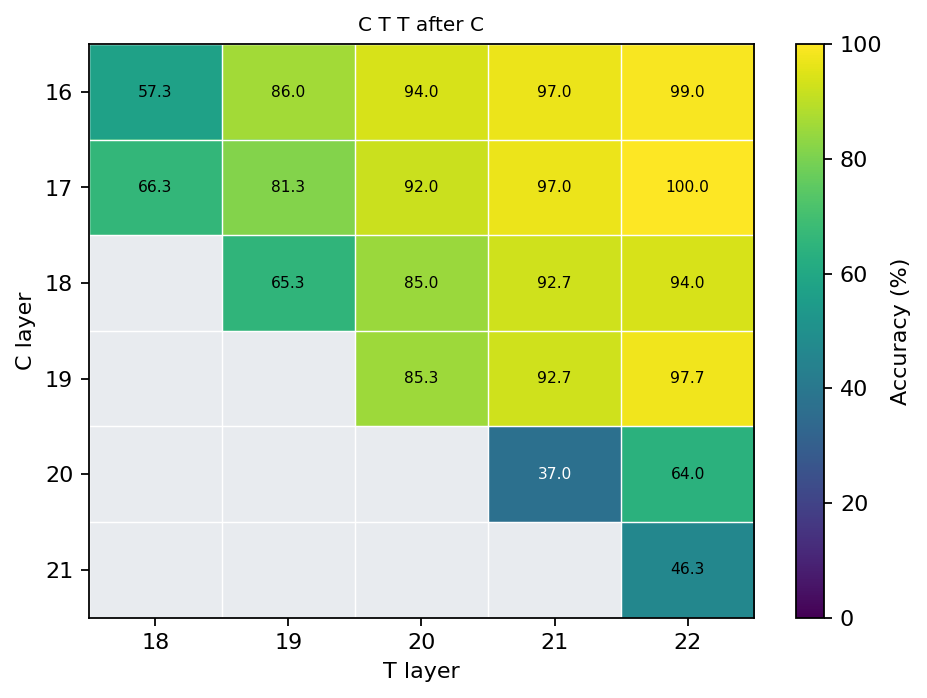 C T T after C
16 57.3 86.0 94.0 97.0 99.0
17 66.3 81.3 92.0 97.0 100.0
18 65.3 85.0 92.7 94.0
19 85.3 92.7 97.7
20 37.0 64.0
21 46.3
18 19 20 21 22
T layer
C layer
100
80
60
40
20
0
Accuracy (%)